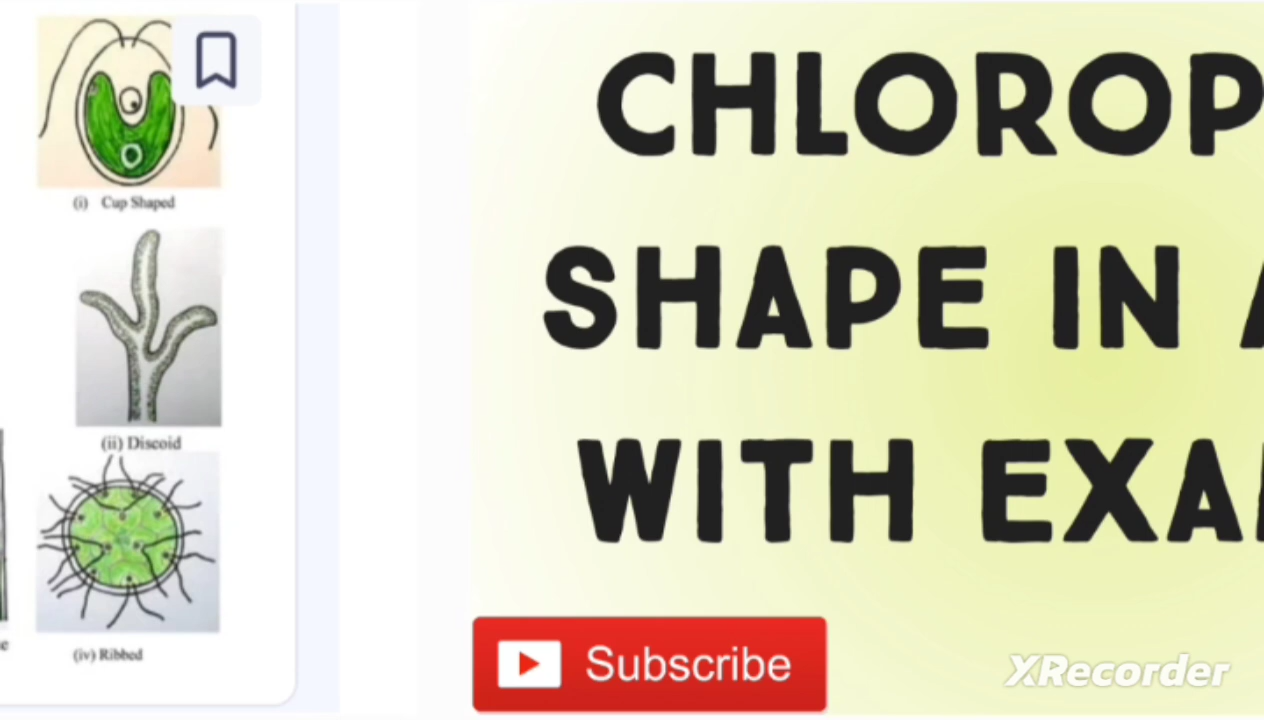 (i) Cup Shaped
(ii) Discoid
(iv) Ribbed
CHLOROP
SHAPE IN
WITH EXA
Subscribe
XRecorder